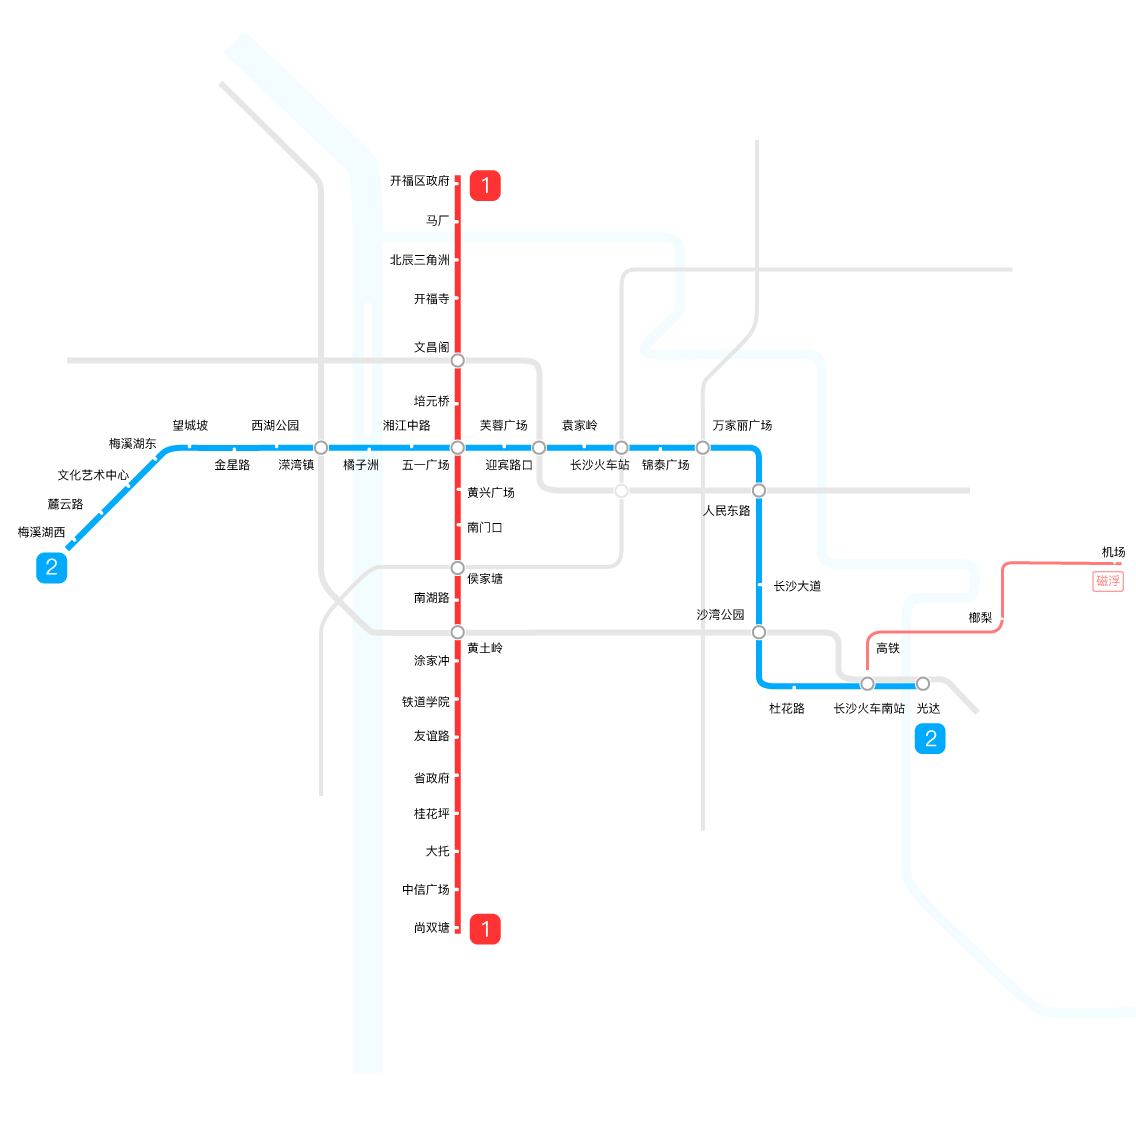 开福区政府
1
马厂
北辰三角洲
开福寺
文昌阁
培元桥
望城坡
西湖公园
湘江中路
芙蓉广场
袁家岭
万家丽广场
梅溪湖东
金星路
溁湾镇
橘子洲
五一广场
迎宾路口
长沙火车站
锦泰广场
文化艺术中心
麓云路
黄兴广场
人民东路
梅溪湖西
南门口
2
机场
磁浮
侯家塘
长沙大道
南湖路
沙湾公园
榔梨
黄土岭
高铁
涂家冲
铁道学院
杜花路
长沙火车南站
光达
友谊路
2
省政府
桂花坪
大托
中信广场
尚双塘
1